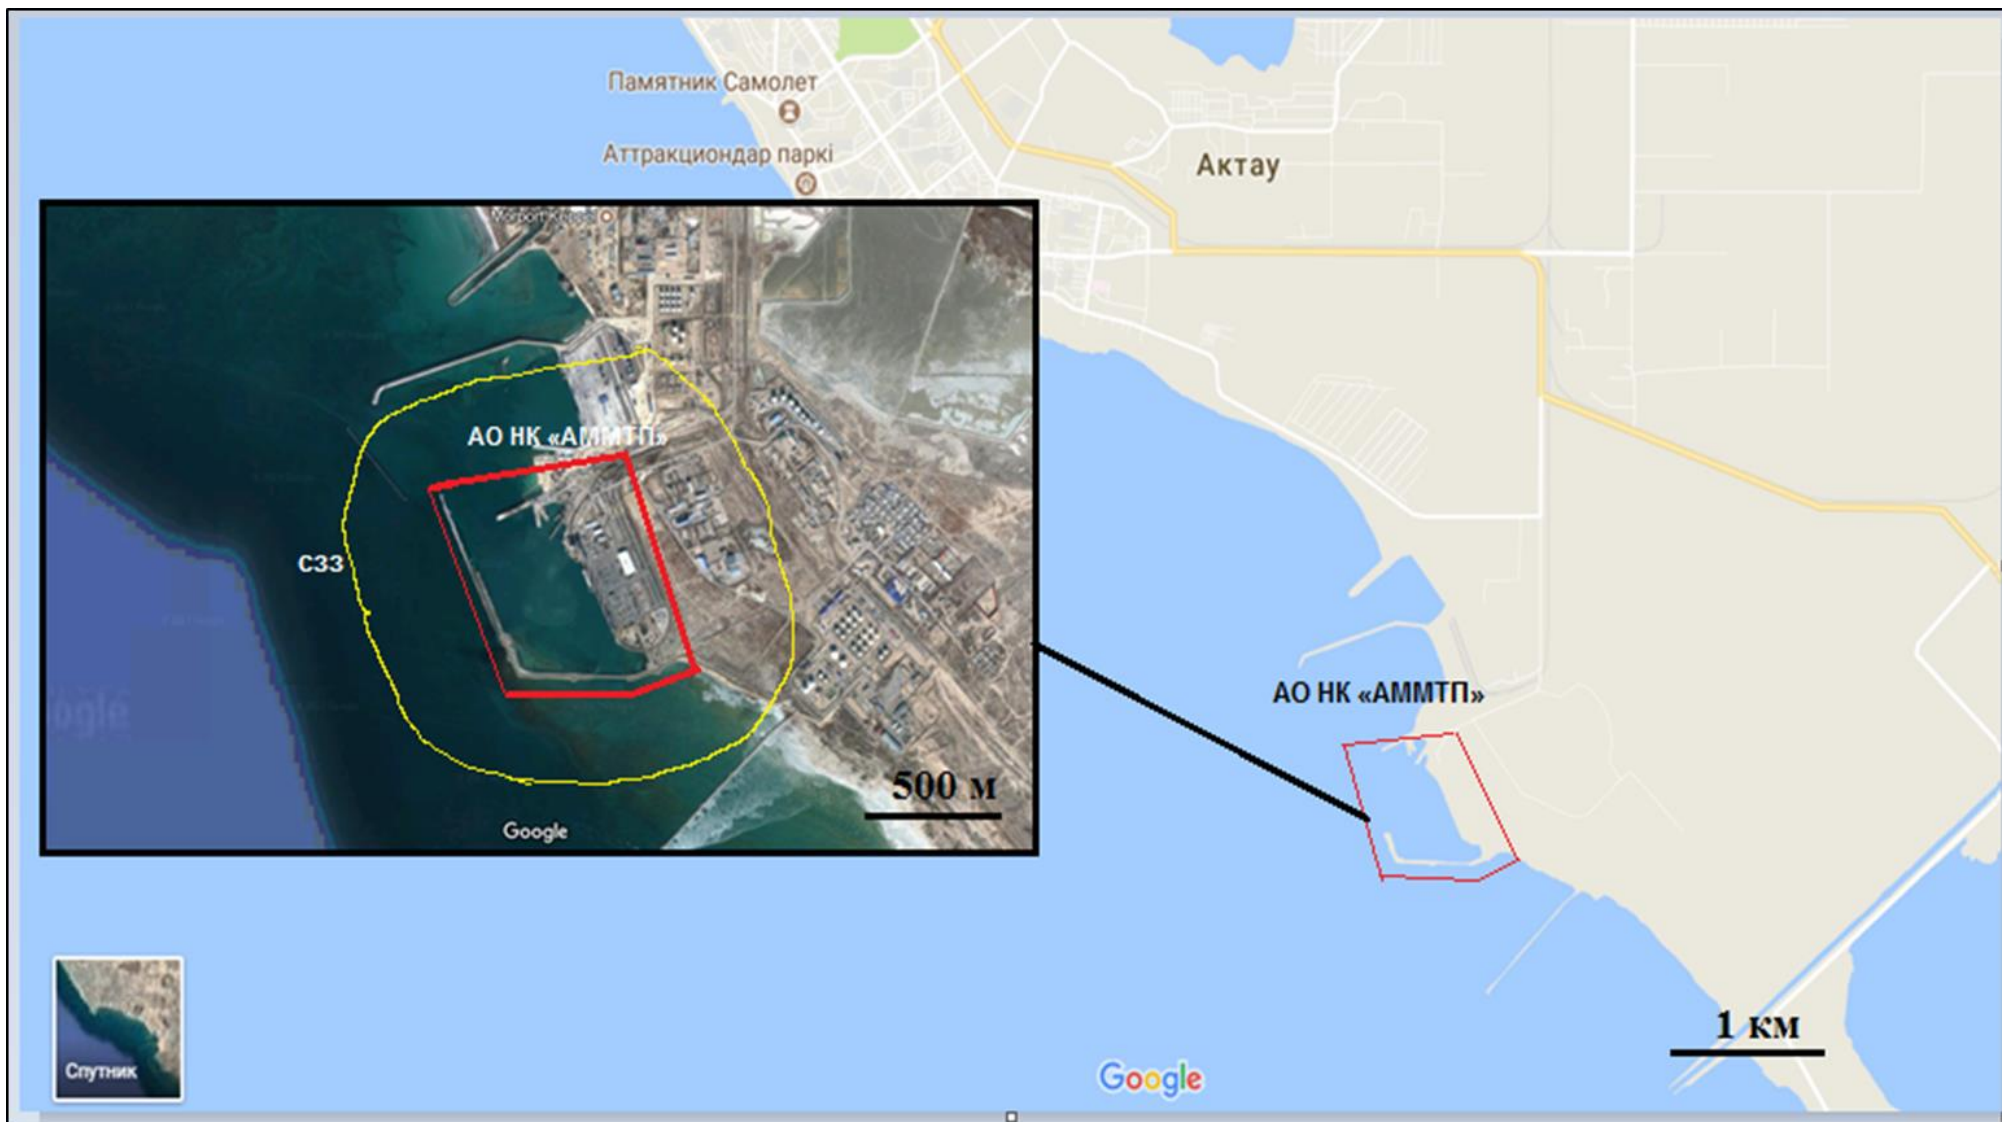 Памятник Самолет
Аттракциондар паркі
Актау
АО НК «АММТП»
СЗЗ
500 м
Google
АО НК «АММТП»
1 км
Спутник
Google